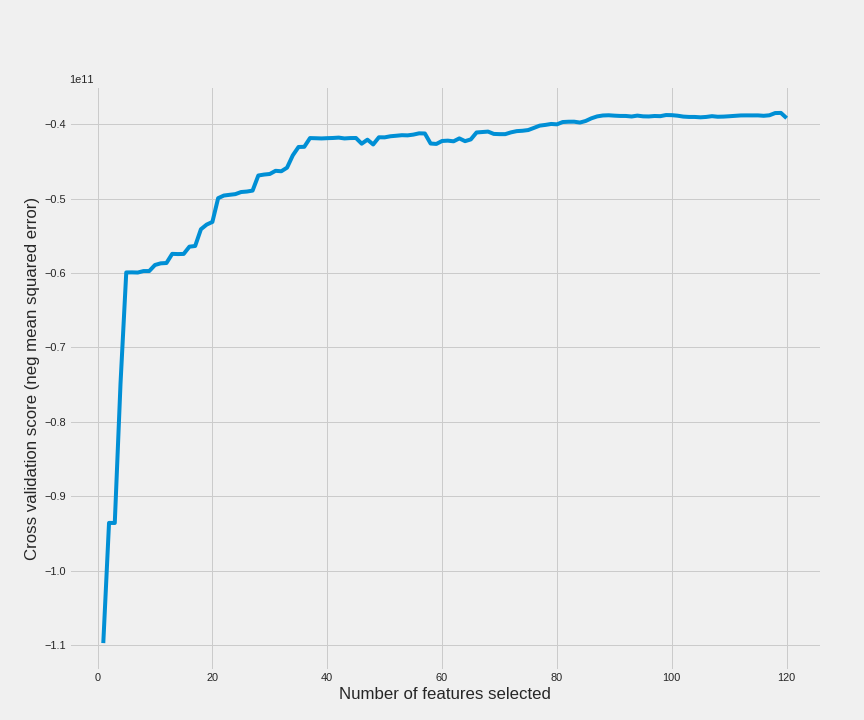 1e11
−0.4
−0.5
−0.6
−0.7
−0.8
−0.9
−1.0
−1.1
Cross validation score (neg mean squared error)
0 20 40 60 80 100 120
Number of features selected